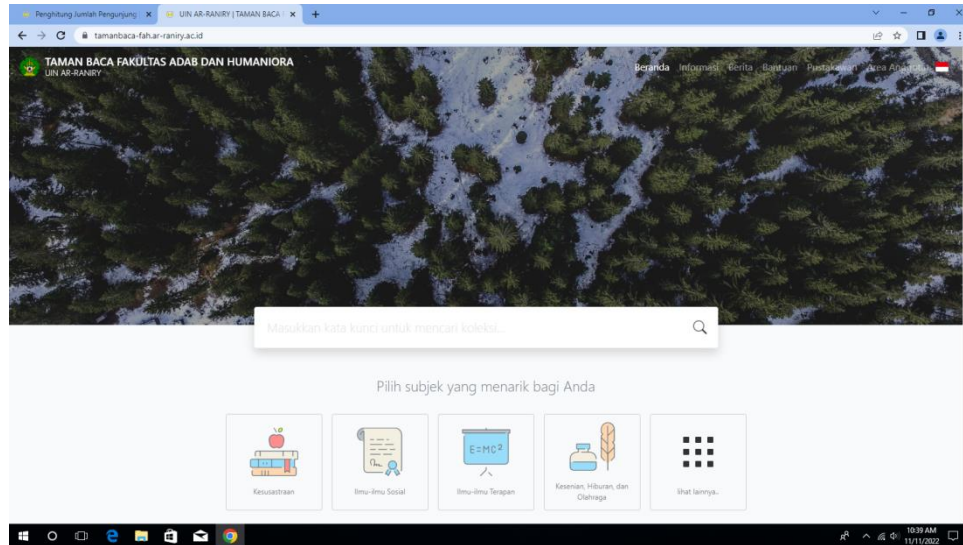 Penghitung Jumlah Pengunjung
UIN AR-RANIRY | TAMAN BACA
tamanbaca-fah.ar-raniry.ac.id
TAMAN BACA FAKULTAS ADAB DAN HUMANIORA
UIN AR-RANIRY
Beranda Informasi Berita Bantuan Pustakawan Area Anggota
Masukkan kata kunci untuk mencari koleksi...
Pilih subjek yang menarik bagi Anda
E=MC²
Kesusastraan
Ilmu-ilmu Sosial
Ilmu-ilmu Terapan
Kesenian, Hiburan, dan
Olahraga
lihat lainnya..
10:39 AM
11/11/2022